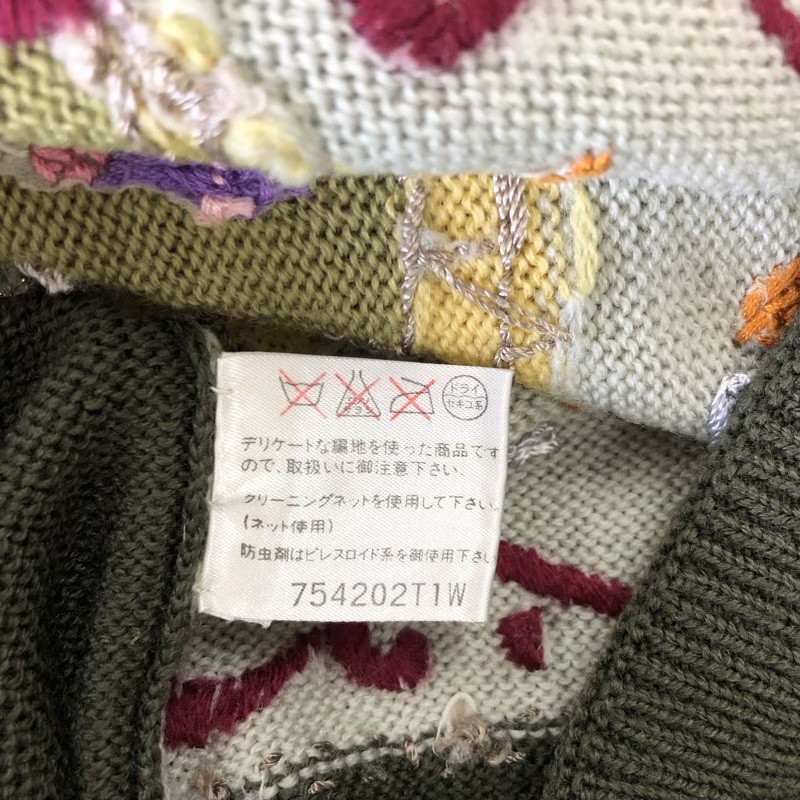 ドライ
セキユ系
デリケートな編地を使った商品です
ので、取扱いに御注意下さい.
クリーニングネットを使用して下さい.
(ネット使用)
防虫剤はピレスロイド系を御使用下さい
754202T1W